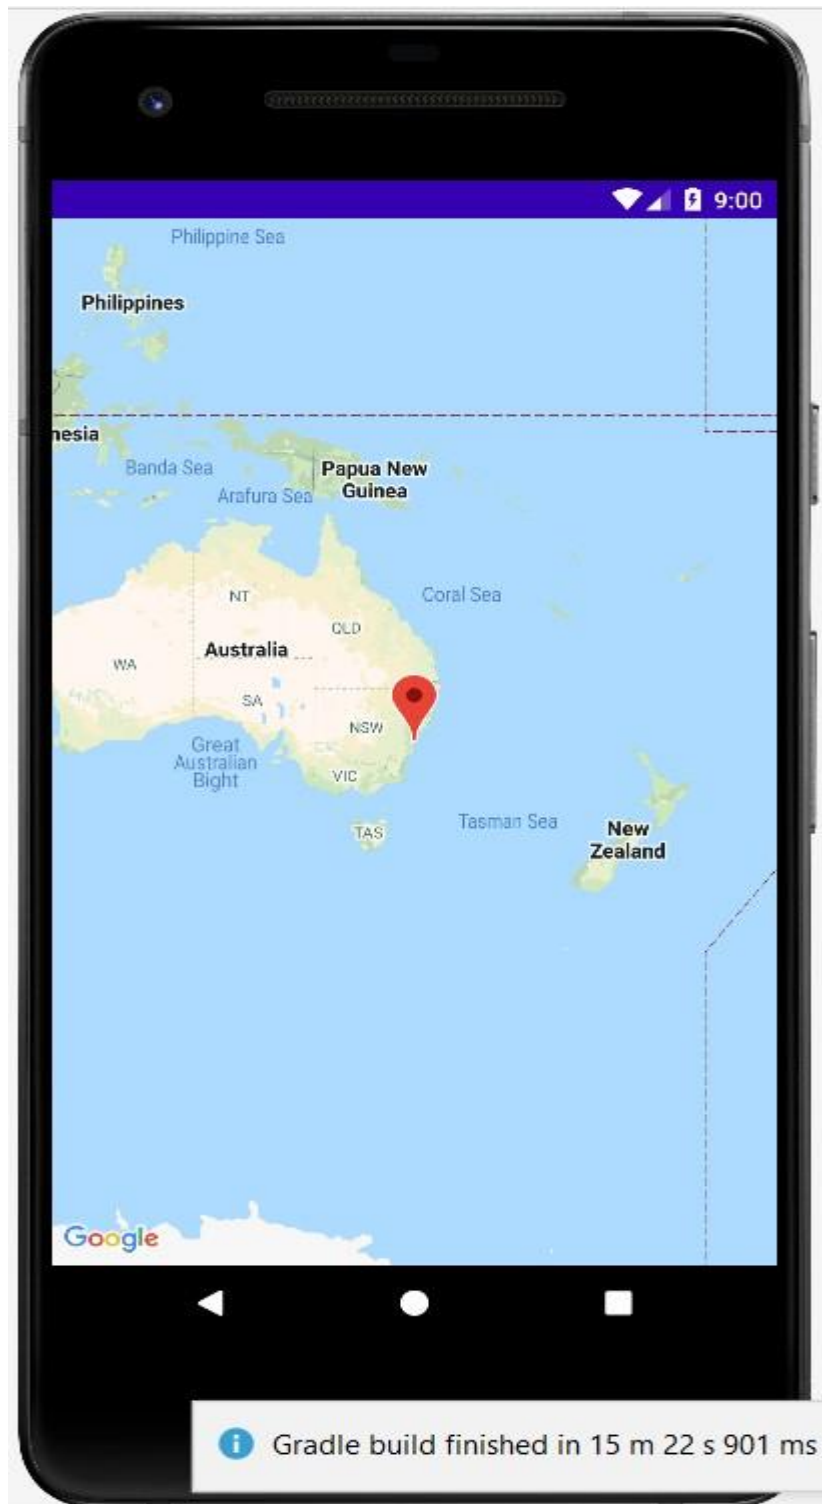 9:00
Philippine Sea
Philippines
nesia
Banda Sea
Papua New
Guinea
Arafura Sea
NT
Coral Sea
QLD
Australia
WA
SA
NSW
Great
Australian
Bight
VIC
Tasman Sea
TAS
New
Zealand
Google
Gradle build finished in 15 m 22 s 901 ms